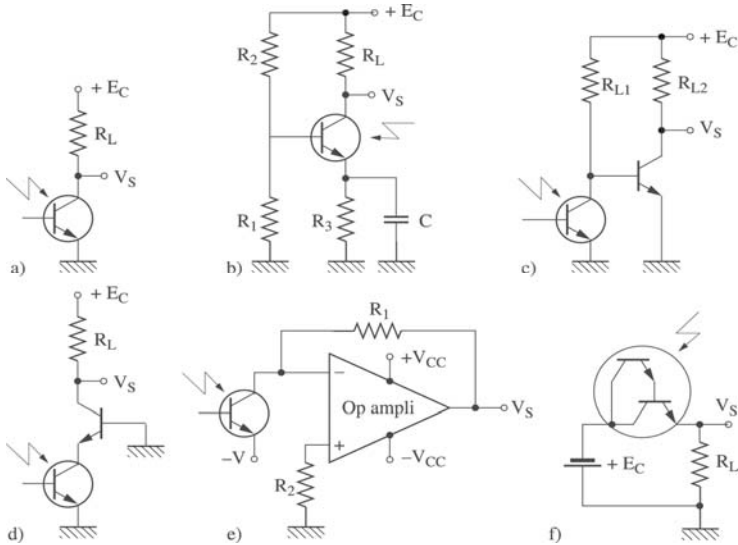 + E_C
R_L
V_S
a)
+ E_C
R_2
R_L
V_S
R_1
R_3
C
b)
+ E_C
R_L1
R_L2
V_S
c)
+ E_C
R_L
V_S
d)
R_1
+V_CC
−
Op ampli
+
−V_CC
V_S
−V
R_2
e)
V_S
+ E_C
R_L
f)